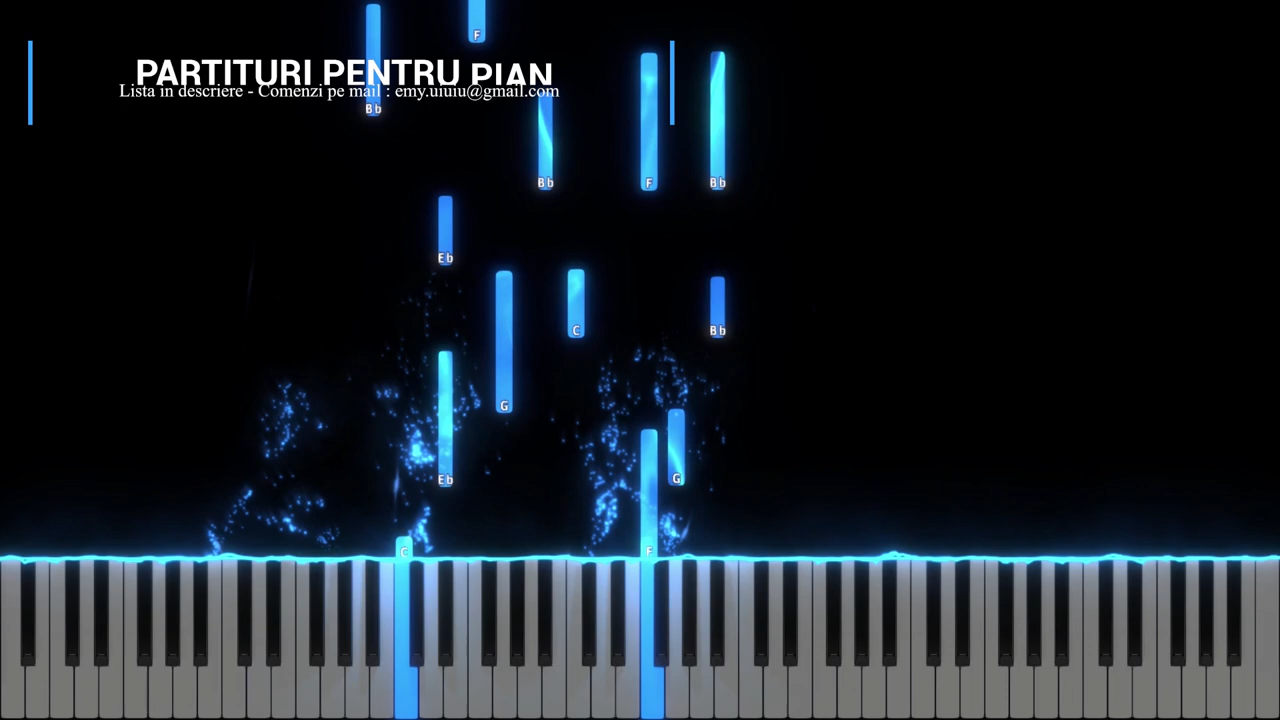 F
PARTITURI PENTRU PIAN
Lista in descriere - Comenzi pe mail : emy.uiuiu@gmail.com
Bb
Bb F Bb
Eb
C Bb
G
Eb G
C F